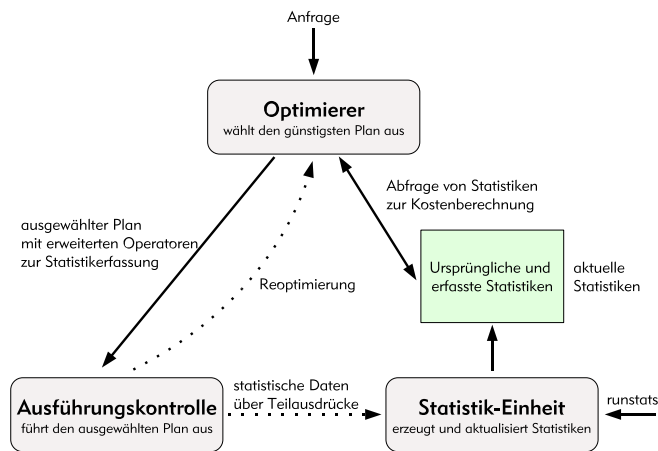 Anfrage
Optimierer
wählt den günstigsten Plan aus
Abfrage von Statistiken
zur Kostenberechnung
ausgewählter Plan
mit erweiterten Operatoren
zur Statistikerfassung
Reoptimierung
Ursprüngliche und
erfasste Statistiken
aktuelle
Statistiken
Ausführungskontrolle
führt den ausgewählten Plan aus
statistische Daten
über Teilausdrücke
Statistik-Einheit
erzeugt und aktualisiert Statistiken
runstats